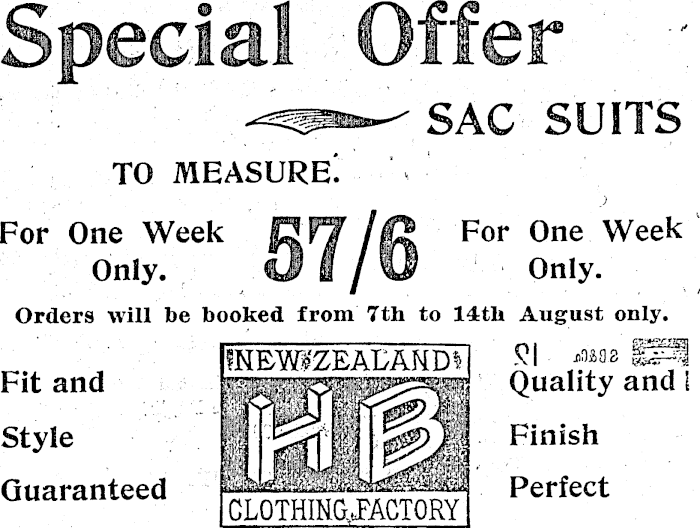 Special Offer
SAC SUITS
TO MEASURE.
For One Week
Only.
57/6
For One Week
Only.
Orders will be booked from 7th to 14th August only.
Fit and
Style
Guaranteed
NEW ZEALAND
HB
CLOTHING FACTORY
Quality and
Finish
Perfect